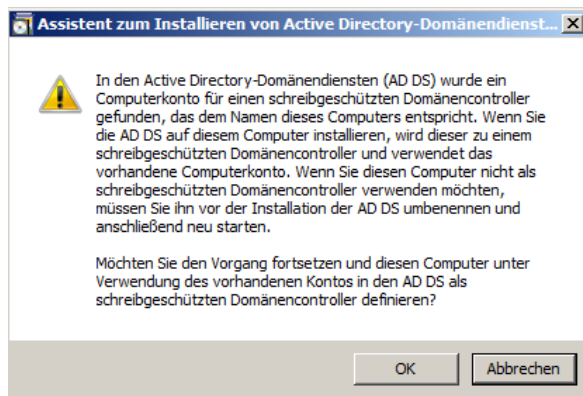 Assistent zum Installieren von Active Directory-Domänendienst...
In den Active Directory-Domänendiensten (AD DS) wurde ein
Computerkonto für einen schreibgeschützten Domänencontroller
gefunden, das dem Namen dieses Computers entspricht. Wenn Sie
die AD DS auf diesem Computer installieren, wird dieser zu einem
schreibgeschützten Domänencontroller und verwendet das
vorhandene Computerkonto. Wenn Sie diesen Computer nicht als
schreibgeschützten Domänencontroller verwenden möchten,
müssen Sie ihn vor der Installation der AD DS umbenennen und
anschließend neu starten.
Möchten Sie den Vorgang fortsetzen und diesen Computer unter
Verwendung des vorhandenen Kontos in den AD DS als
schreibgeschützten Domänencontroller definieren?
OK
Abbrechen